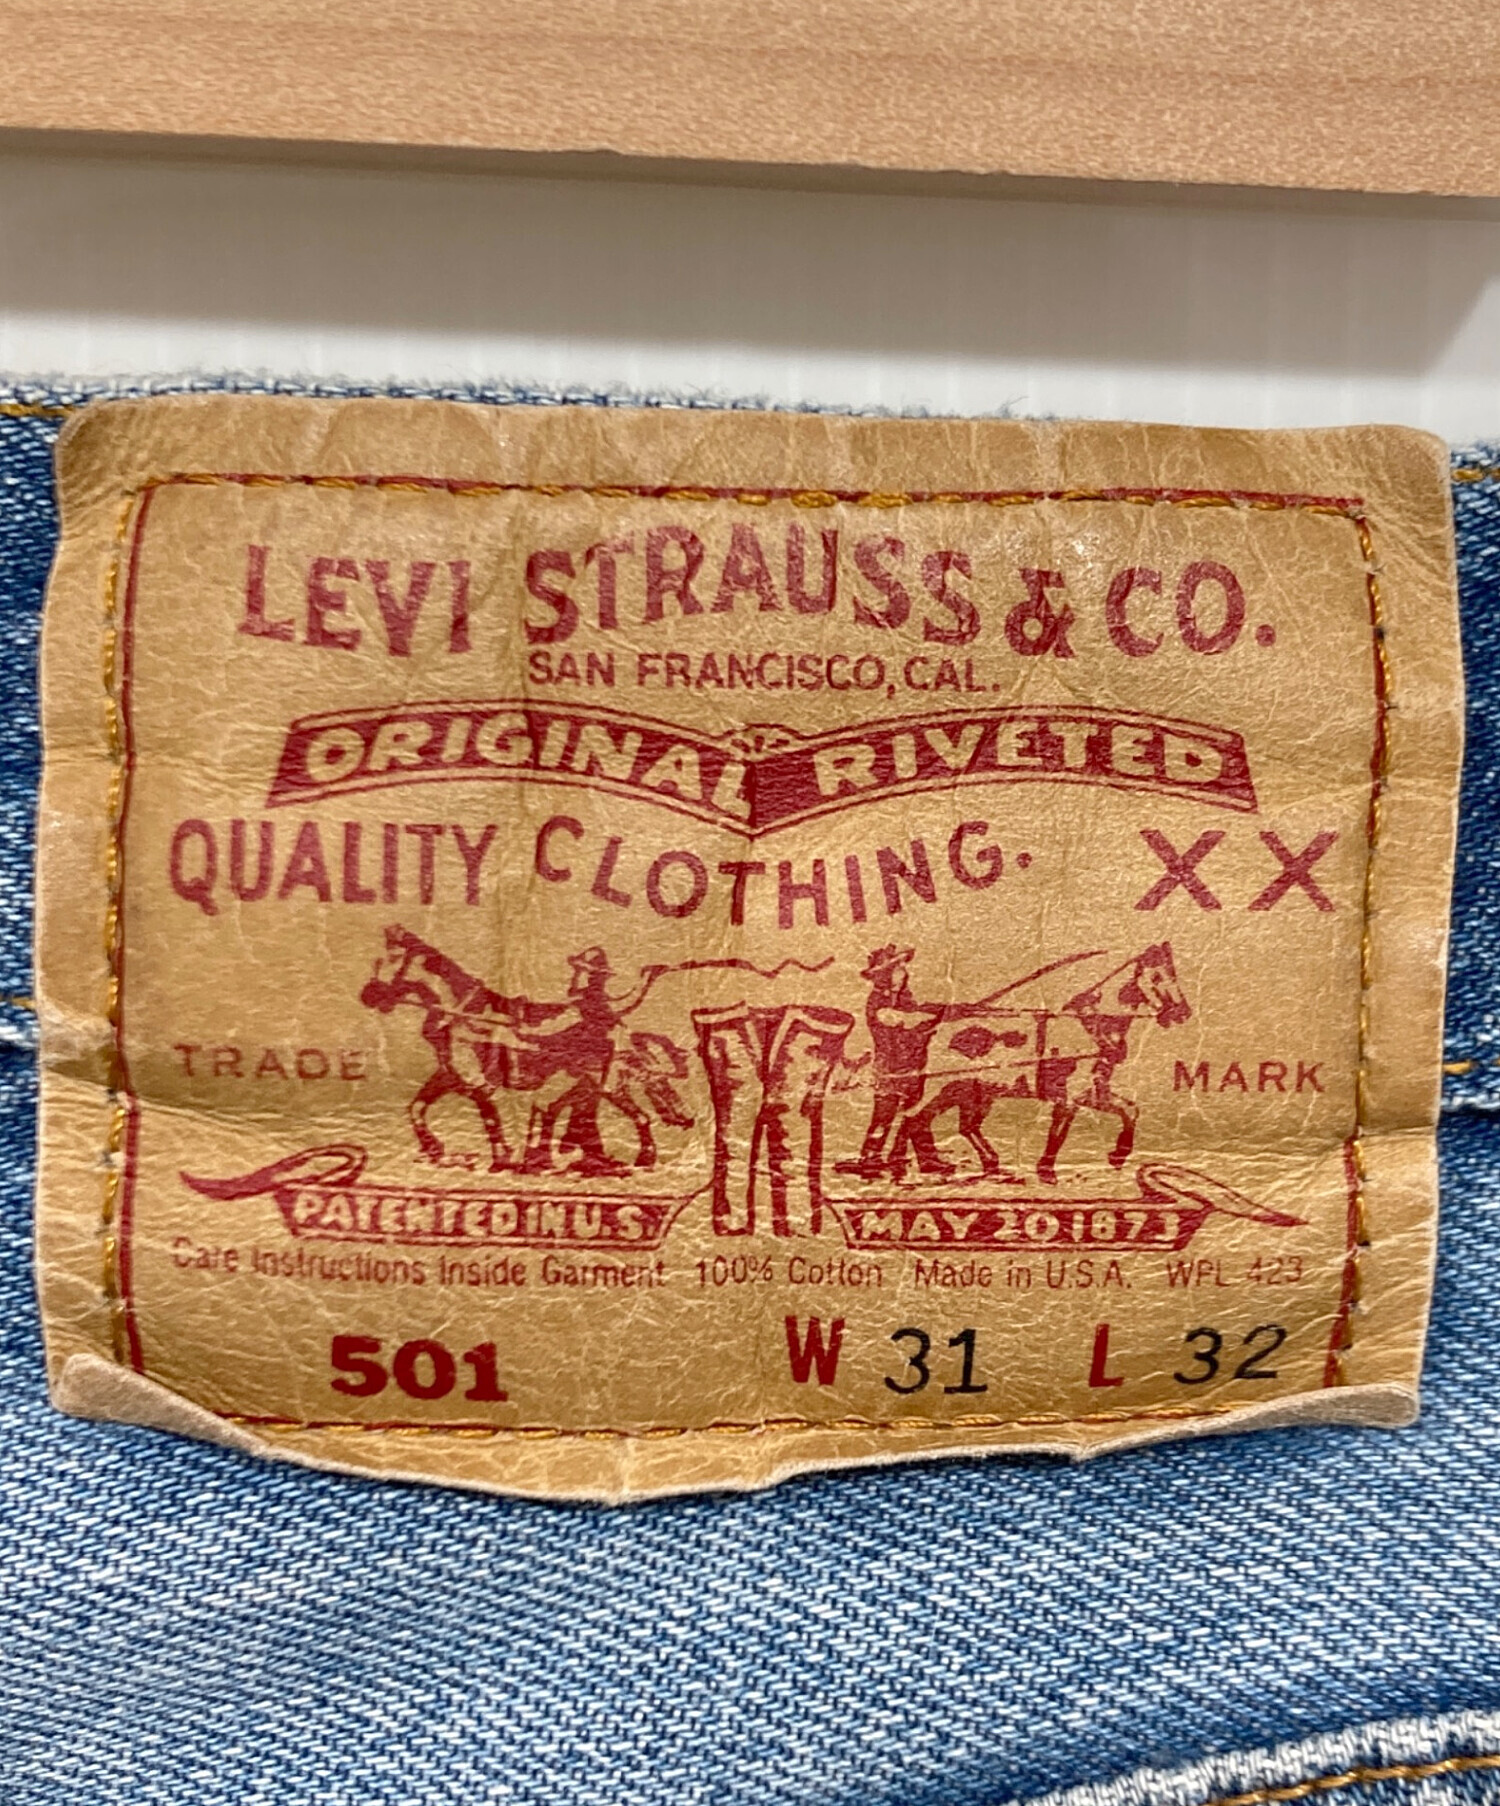 LEVI STRAUSS & CO.
SAN FRANCISCO, CAL.
ORIGINAL RIVETED
QUALITY CLOTHING. XX
TRADE MARK
PATENTED IN U.S. MAY 20 1873
Care Instructions Inside Garment 100% Cotton Made in U.S.A. WPL 423
501 W 31 L 32